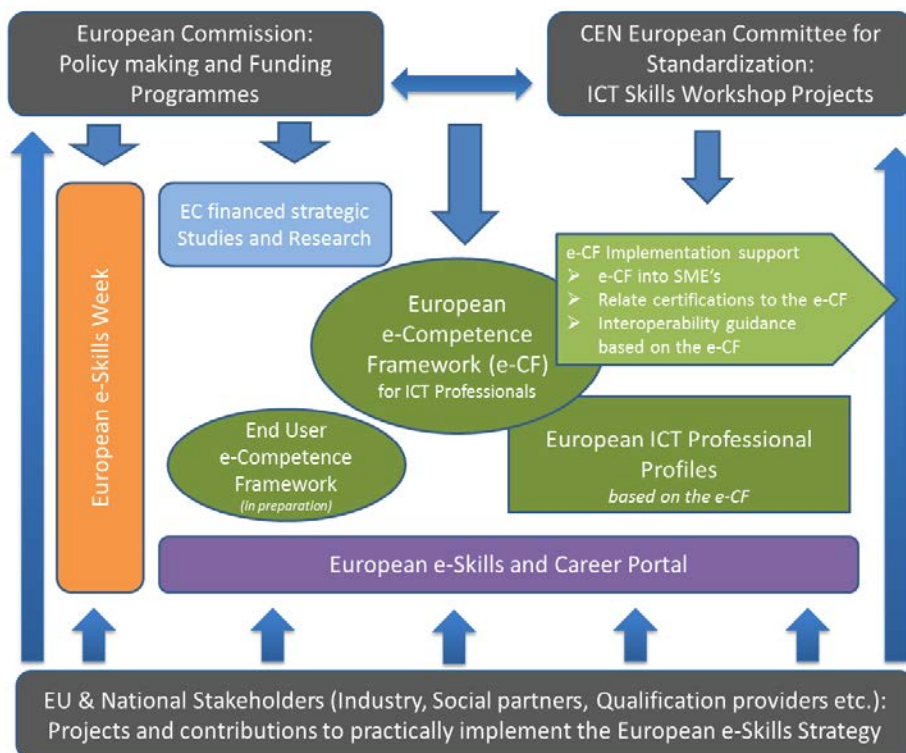 European Commission:
Policy making and Funding
Programmes
CEN European Committee for
Standardization:
ICT Skills Workshop Projects
European e-Skills Week
EC financed strategic
Studies and Research
e-CF Implementation support
➢ e-CF into SME's
➢ Relate certifications to the e-CF
➢ Interoperability guidance
based on the e-CF
European
e-Competence
Framework (e-CF)
for ICT Professionals
End User
e-Competence
Framework
(in preparation)
European ICT Professional
Profiles
based on the e-CF
European e-Skills and Career Portal
EU & National Stakeholders (Industry, Social partners, Qualification providers etc.):
Projects and contributions to practically implement the European e-Skills Strategy